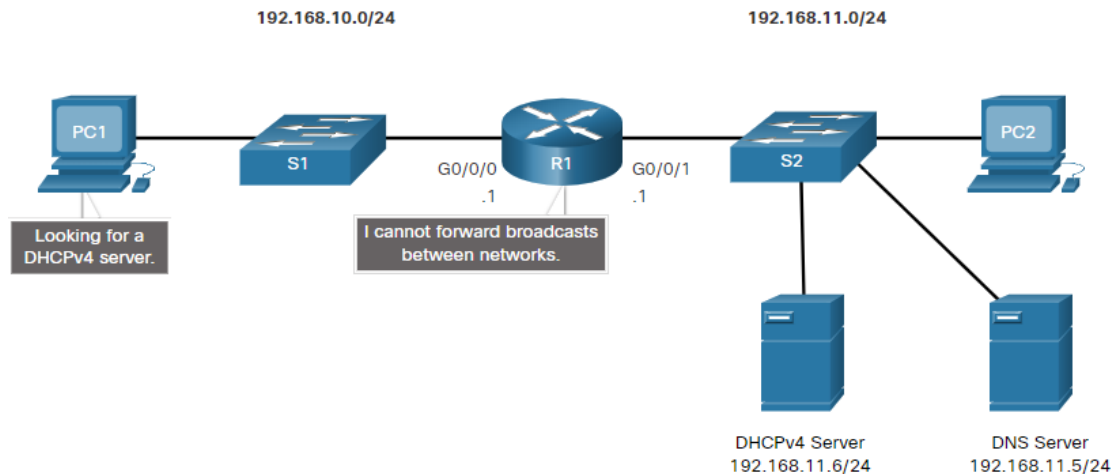 192.168.10.0/24
192.168.11.0/24
PC1
S1
R1
S2
PC2
G0/0/0
.1
G0/0/1
.1
Looking for a
DHCPv4 server.
I cannot forward broadcasts
between networks.
DHCPv4 Server
192.168.11.6/24
DNS Server
192.168.11.5/24